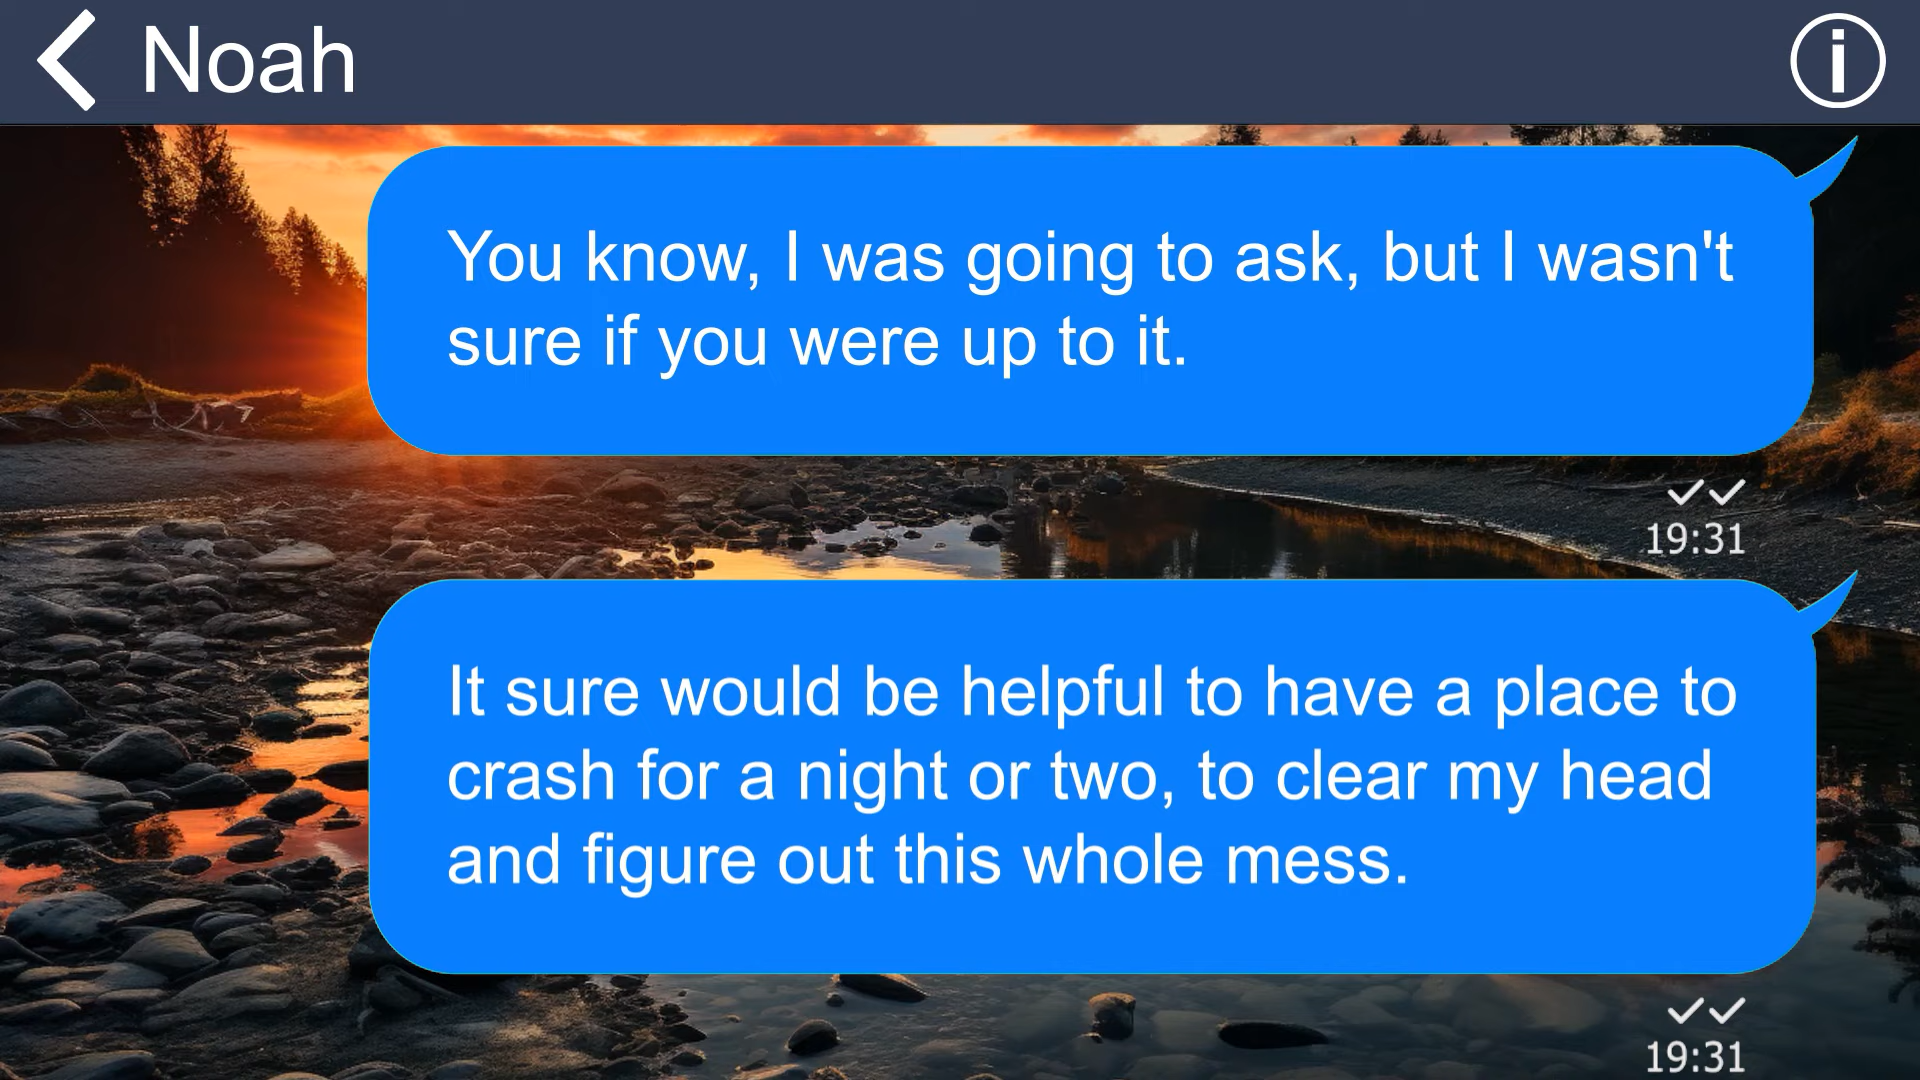 Noah
You know, I was going to ask, but I wasn't
sure if you were up to it.
19:31
It sure would be helpful to have a place to
crash for a night or two, to clear my head
and figure out this whole mess.
19:31